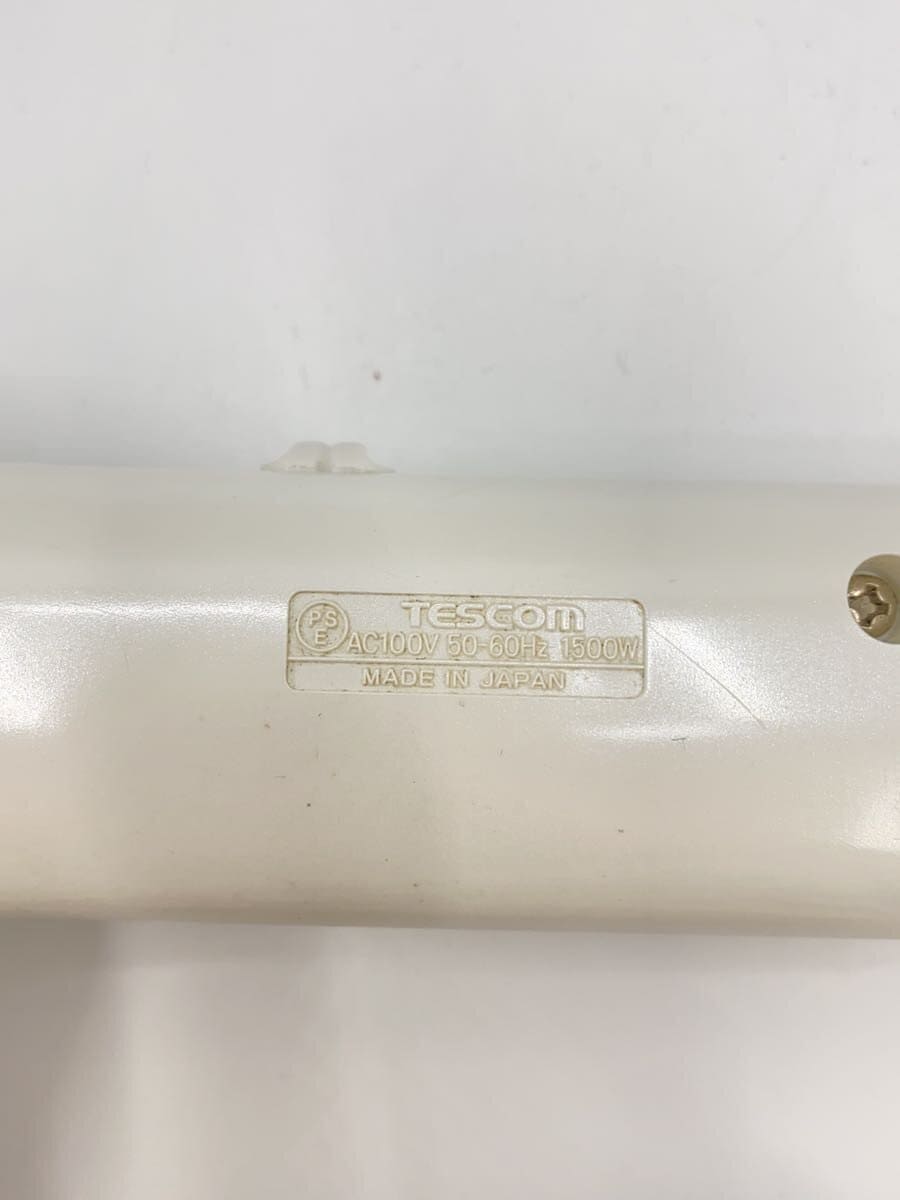 PS
E
TESCOM
AC100V 50-60Hz 1500W
MADE IN JAPAN